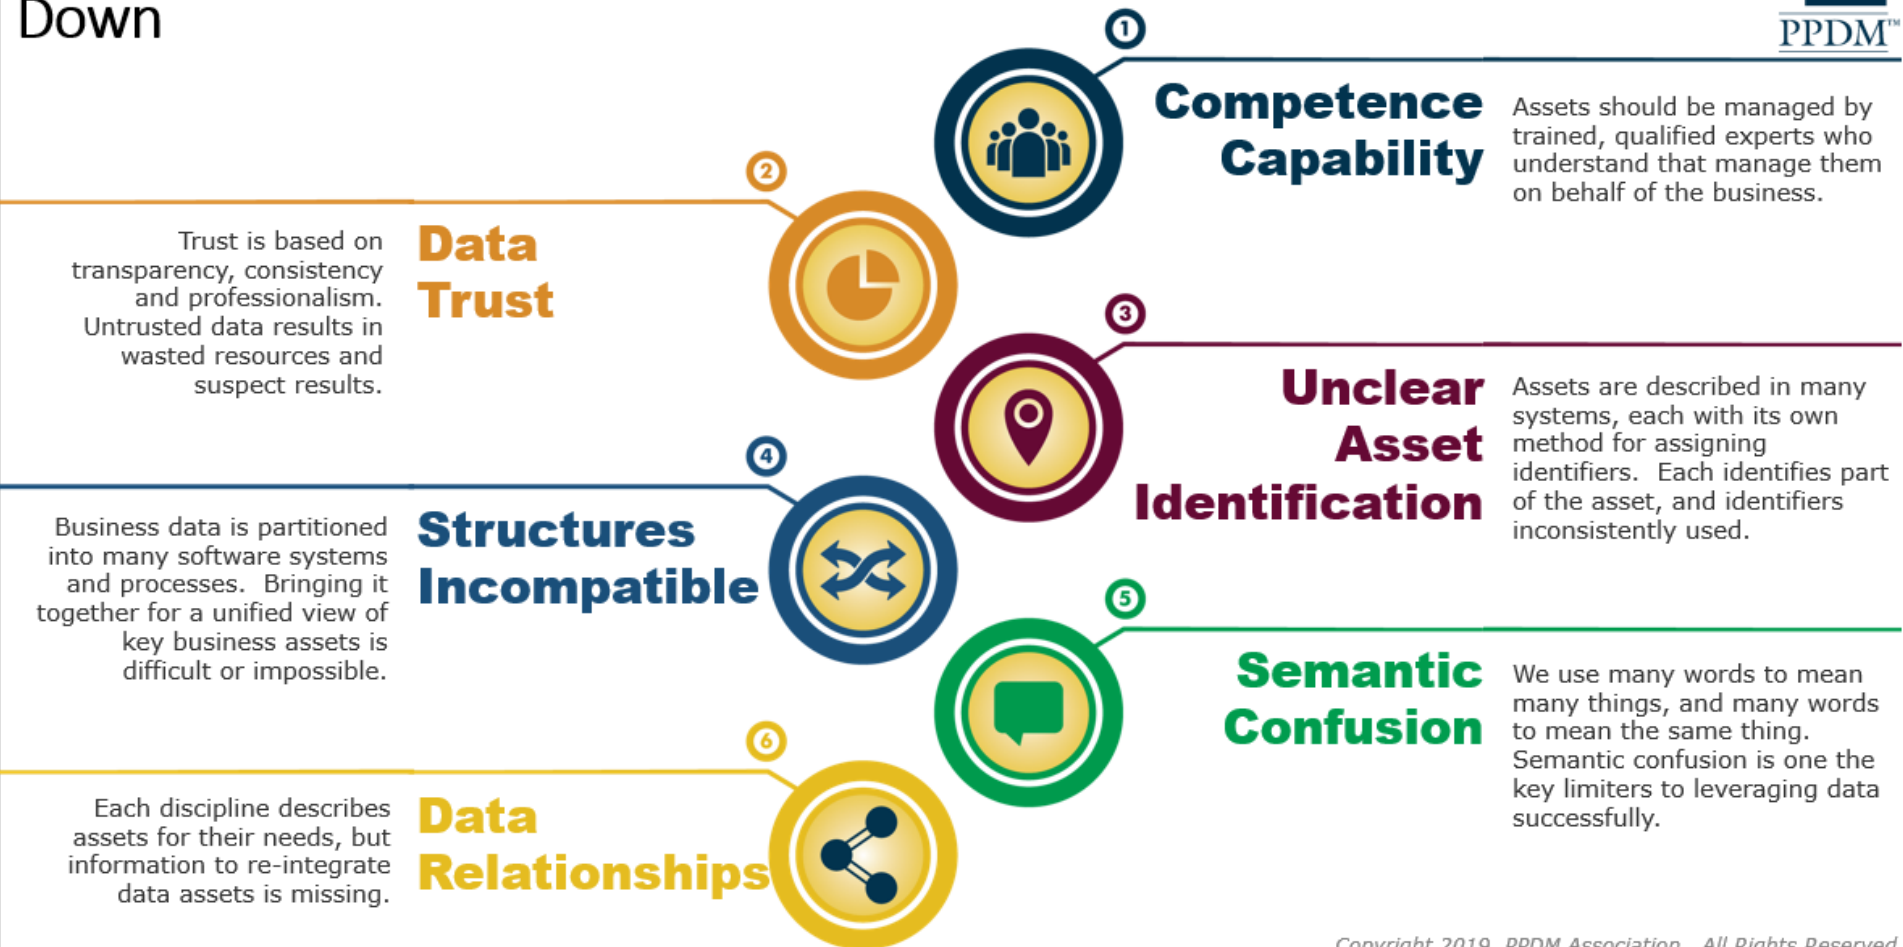 Down
PPDM™
1
Competence
Capability
Assets should be managed by
trained, qualified experts who
understand that manage them
on behalf of the business.
2
Data
Trust
Trust is based on
transparency, consistency
and professionalism.
Untrusted data results in
wasted resources and
suspect results.
3
Unclear
Asset
Identification
Assets are described in many
systems, each with its own
method for assigning
identifiers.  Each identifies part
of the asset, and identifiers
inconsistently used.
4
Structures
Incompatible
Business data is partitioned
into many software systems
and processes.  Bringing it
together for a unified view of
key business assets is
difficult or impossible.
5
Semantic
Confusion
We use many words to mean
many things, and many words
to mean the same thing.
Semantic confusion is one the
key limiters to leveraging data
successfully.
6
Data
Relationships
Each discipline describes
assets for their needs, but
information to re-integrate
data assets is missing.
Copyright 2019, PPDM Association.  All Rights Reserved